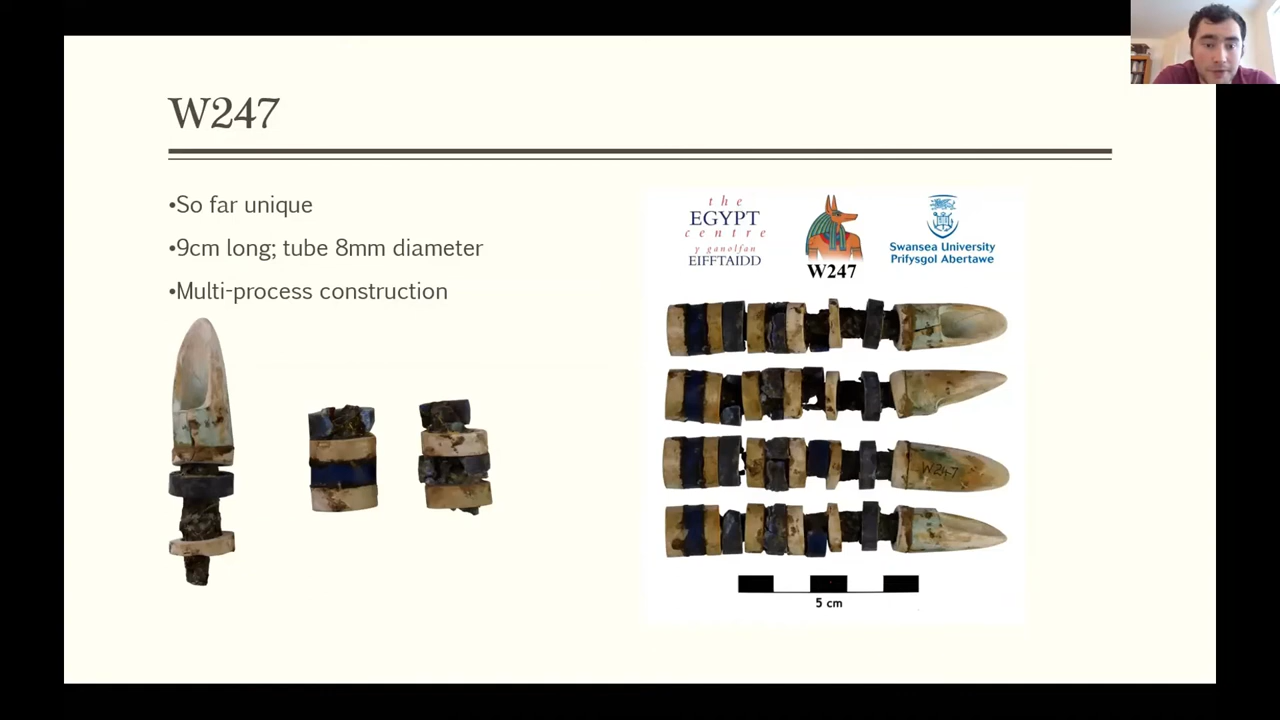 W247
•So far unique
•9cm long; tube 8mm diameter
•Multi-process construction
the
EGYPT
centre
y ganolfan
EIFFTAIDD
W247
Swansea University
Prifysgol Abertawe
W247
5 cm